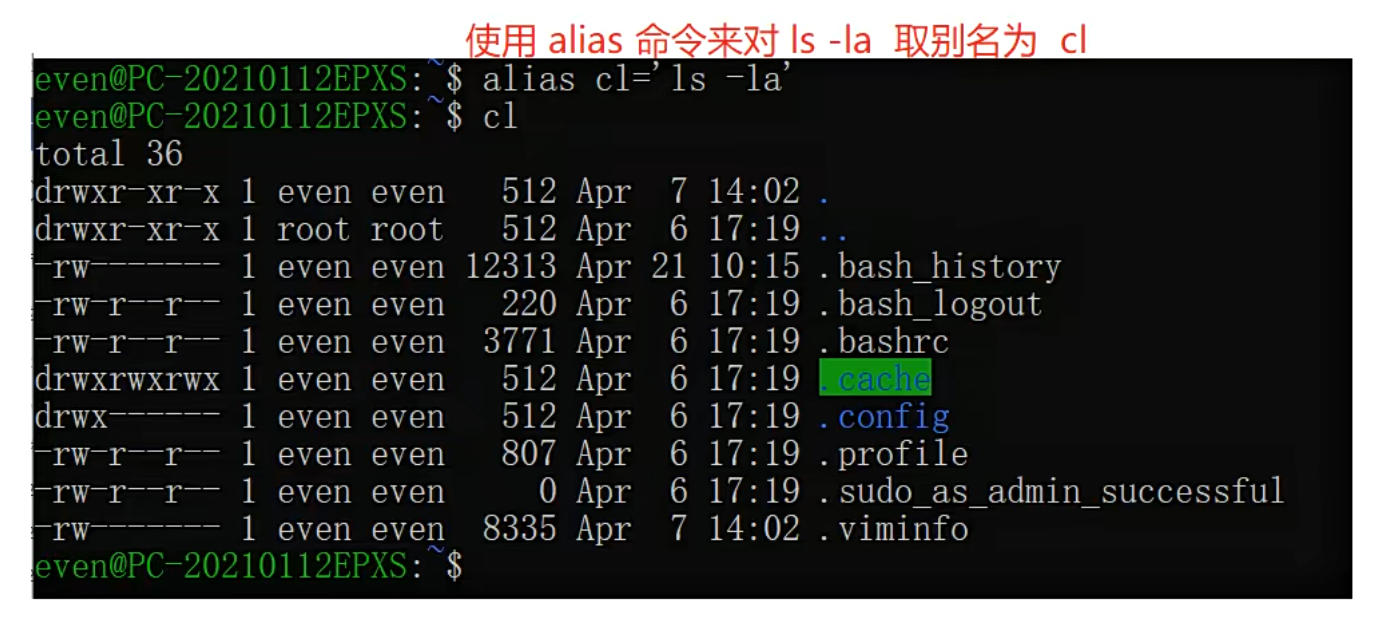 使用 alias 命令来对 ls -la 取别名为 cl
even@PC-20210112EPXS:~$ alias cl='ls -la'
even@PC-20210112EPXS:~$ cl
total 36
drwxr-xr-x 1 even even   512 Apr  7 14:02 .
drwxr-xr-x 1 root root   512 Apr  6 17:19 ..
-rw------- 1 even even 12313 Apr 21 10:15 .bash_history
-rw-r--r-- 1 even even   220 Apr  6 17:19 .bash_logout
-rw-r--r-- 1 even even  3771 Apr  6 17:19 .bashrc
drwxrwxrwx 1 even even   512 Apr  6 17:19 .cache
drwx------ 1 even even   512 Apr  6 17:19 .config
-rw-r--r-- 1 even even   807 Apr  6 17:19 .profile
-rw-r--r-- 1 even even     0 Apr  6 17:19 .sudo_as_admin_successful
-rw------- 1 even even  8335 Apr  7 14:02 .viminfo
even@PC-20210112EPXS:~$